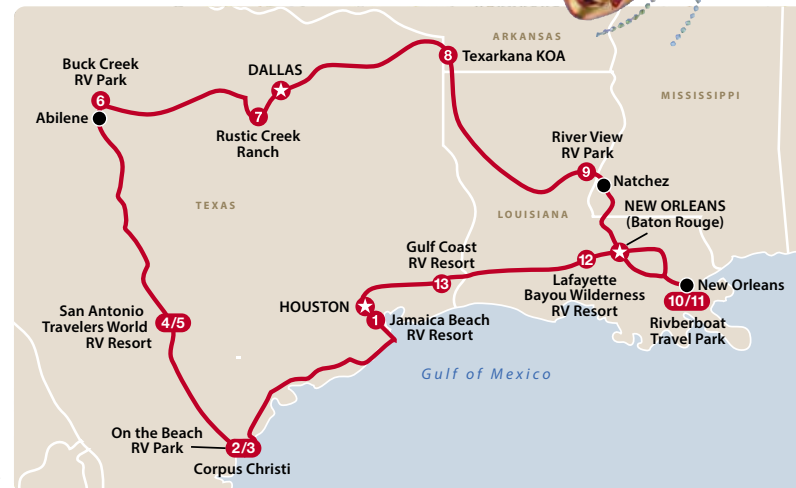 ARKANSAS
Buck Creek
RV Park
6
Abilene
DALLAS
7
Rustic Creek
Ranch
8 Texarkana KOA
MISSISSIPPI
River View
RV Park
9
Natchez
TEXAS
LOUISIANA
NEW ORLEANS
(Baton Rouge)
Gulf Coast
RV Resort
13
12
Lafayette
Bayou Wilderness
RV Resort
New Orleans
10/11
Rivberboat
Travel Park
HOUSTON
1 Jamaica Beach
RV Resort
San Antonio
Travelers World
RV Resort
4/5
Gulf of Mexico
On the Beach
RV Park
2/3
Corpus Christi